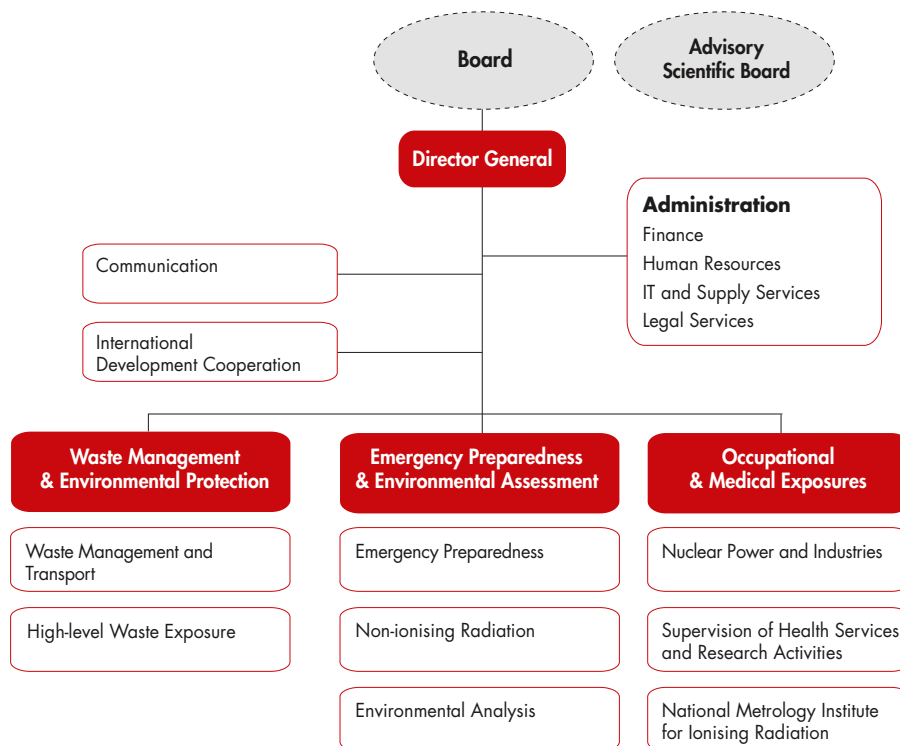 Board
Advisory
Scientific Board
Director General
Administration
Finance
Human Resources
IT and Supply Services
Legal Services
Communication
International
Development Cooperation
Waste Management
& Environmental Protection
Emergency Preparedness
& Environmental Assessment
Occupational
& Medical Exposures
Waste Management and
Transport
High-level Waste Exposure
Emergency Preparedness
Non-ionising Radiation
Environmental Analysis
Nuclear Power and Industries
Supervision of Health Services
and Research Activities
National Metrology Institute
for Ionising Radiation